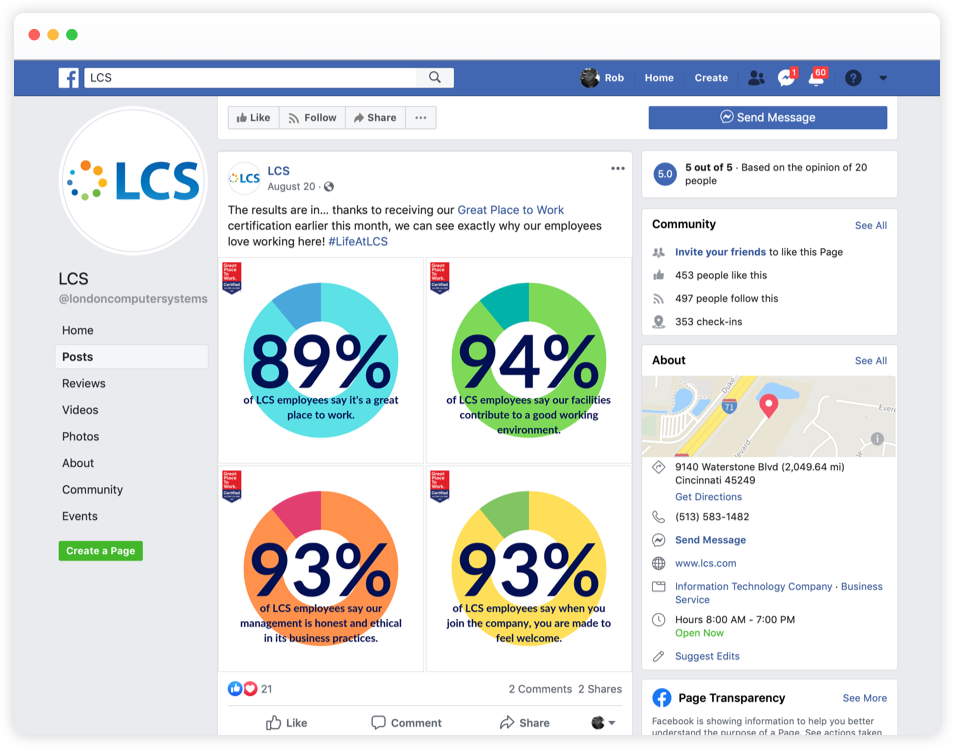 LCS
Rob
Home
Create
1
60
?
LCS
LCS
@londoncomputersystems
Home
Posts
Reviews
Videos
Photos
About
Community
Events
Create a Page
Like
Follow
Share
Send Message
LCS
LCS
August 20 ·
The results are in... thanks to receiving our Great Place to Work
certification earlier this month, we can see exactly why our employees
love working here! #LifeAtLCS
Great
Place
To
Work.
Certified
89%
of LCS employees say it's a great
place to work.
Great
Place
To
Work.
Certified
94%
of LCS employees say our facilities
contribute to a good working
environment.
Great
Place
To
Work.
Certified
93%
of LCS employees say our
management is honest and ethical
in its business practices.
Great
Place
To
Work.
Certified
93%
of LCS employees say when you
join the company, you are made to
feel welcome.
21
2 Comments 2 Shares
Like
Comment
Share
5.0
5 out of 5 · Based on the opinion of 20
people
Community
See All
Invite your friends to like this Page
453 people like this
497 people follow this
353 check-ins
About
See All
Duke
71
evard
Evere
i
9140 Waterstone Blvd (2,049.64 mi)
Cincinnati 45249
Get Directions
(513) 583-1482
Send Message
www.lcs.com
Information Technology Company · Business
Service
Hours 8:00 AM - 7:00 PM
Open Now
Suggest Edits
Page Transparency
See More
Facebook is showing information to help you better
understand the purpose of a Page. See actions taken